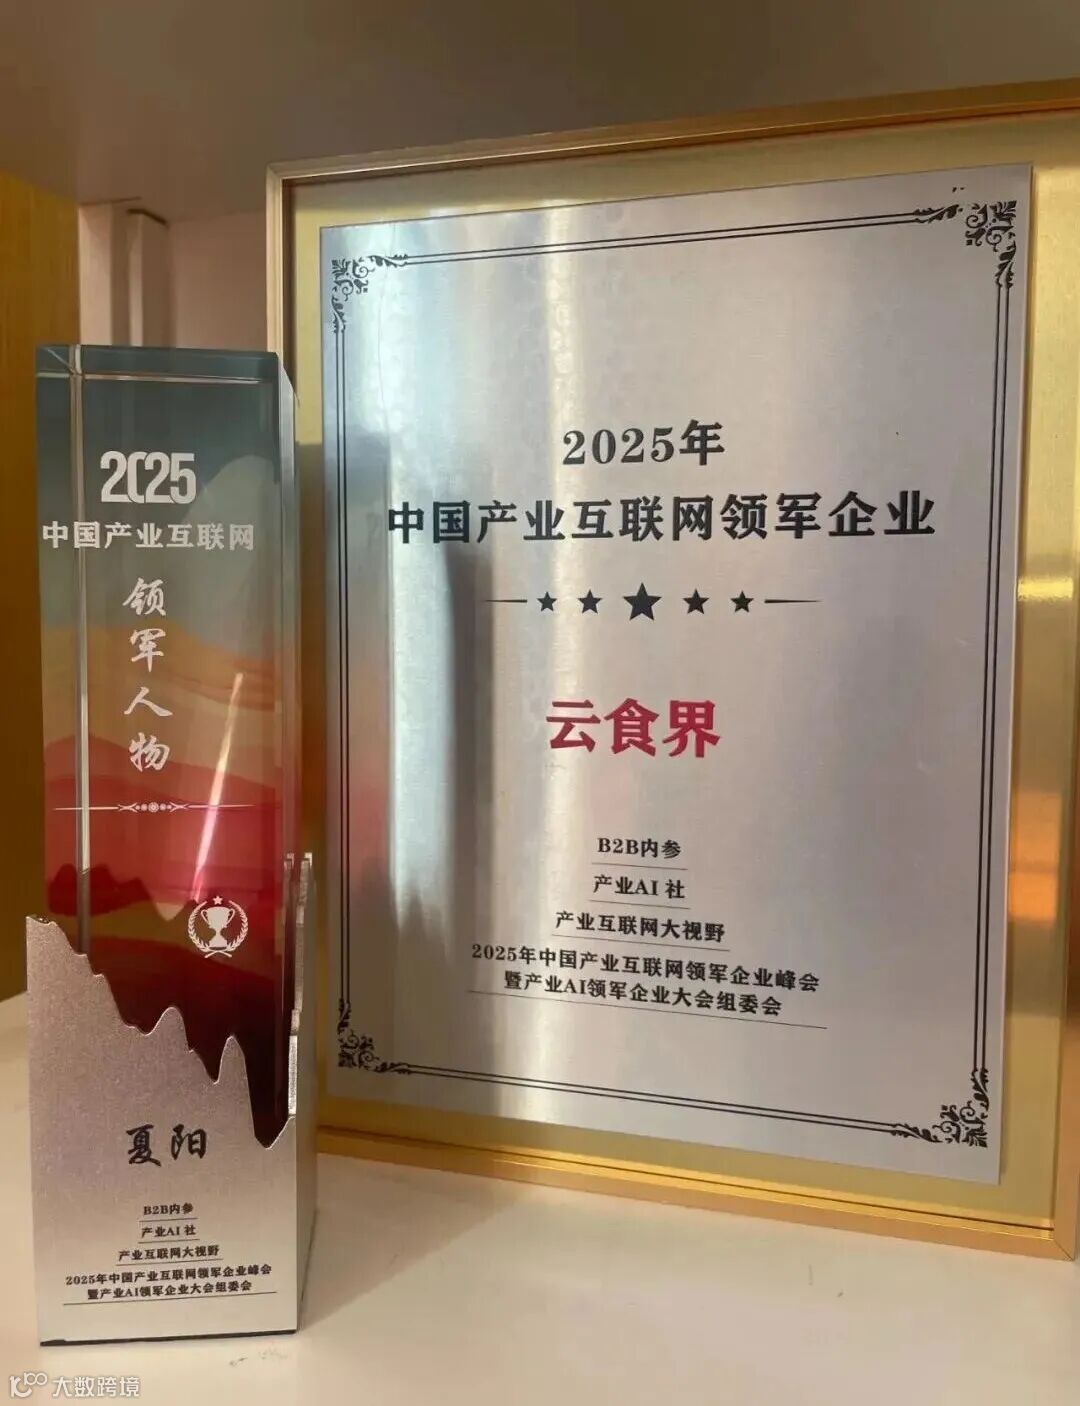 2025
中国产业互联网
领军人物
夏阳
B2B内参
产业AI 社
产业互联网大视野
2025年中国产业互联网领军企业峰会
暨产业AI领军企业大会组委会
2025年
中国产业互联网领军企业
云食界
B2B内参
产业AI 社
产业互联网大视野
2025年中国产业互联网领军企业峰会
暨产业AI领军企业大会组委会
大数跨境